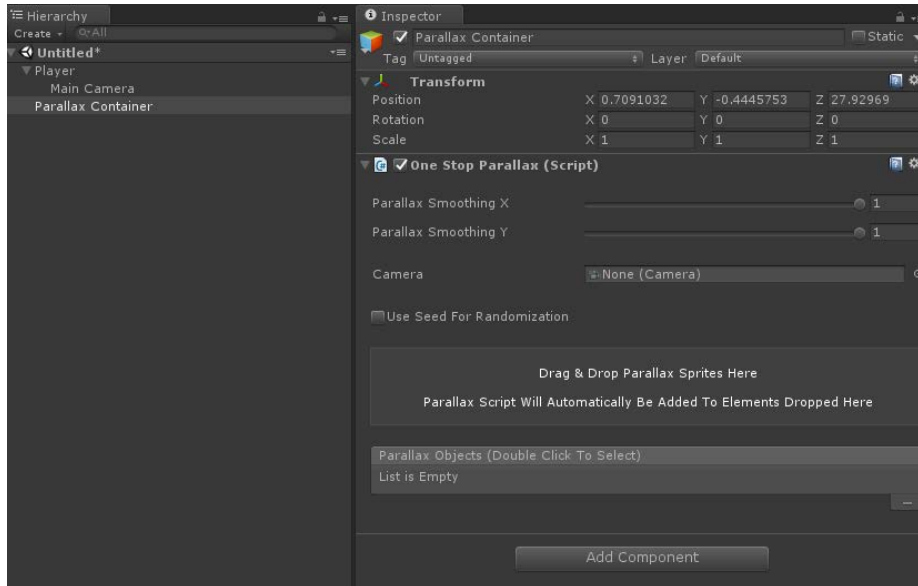 Hierarchy
Create
All
Untitled*
Player
Main Camera
Parallax Container
Inspector
Parallax Container
Static
Tag Untagged Layer Default
Transform
Position X 0.7091032 Y -0.4445753 Z 27.92969
Rotation X 0 Y 0 Z 0
Scale X 1 Y 1 Z 1
One Stop Parallax (Script)
Parallax Smoothing X 1
Parallax Smoothing Y 1
Camera None (Camera)
Use Seed For Randomization
Drag & Drop Parallax Sprites Here
Parallax Script Will Automatically Be Added To Elements Dropped Here
Parallax Objects (Double Click To Select)
List is Empty
Add Component